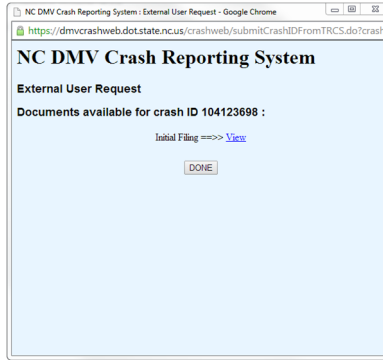 NC DMV Crash Reporting System : External User Request - Google Chrome
https://dmvcrashweb.dot.state.nc.us/crashweb/submitCrashIDFromTRCS.do?crash
NC DMV Crash Reporting System
External User Request
Documents available for crash ID 104123698 :
Initial Filing ==>> View
DONE